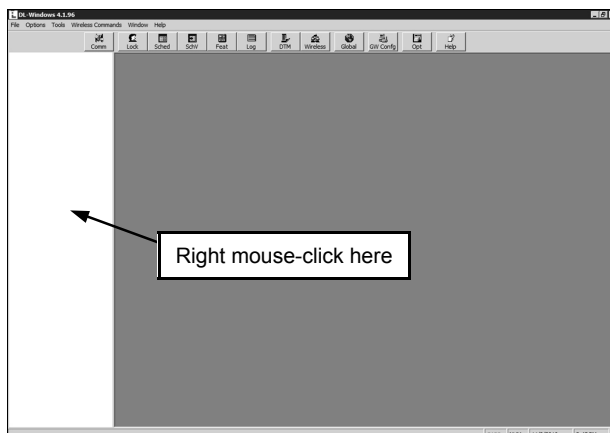 DL-Windows 4.1.96
File Options Tools Wireless Commands Window Help
Comm Lock Sched SchW Feat Log DTM Wireless Global GW Confg Opt Help
Right mouse-click here